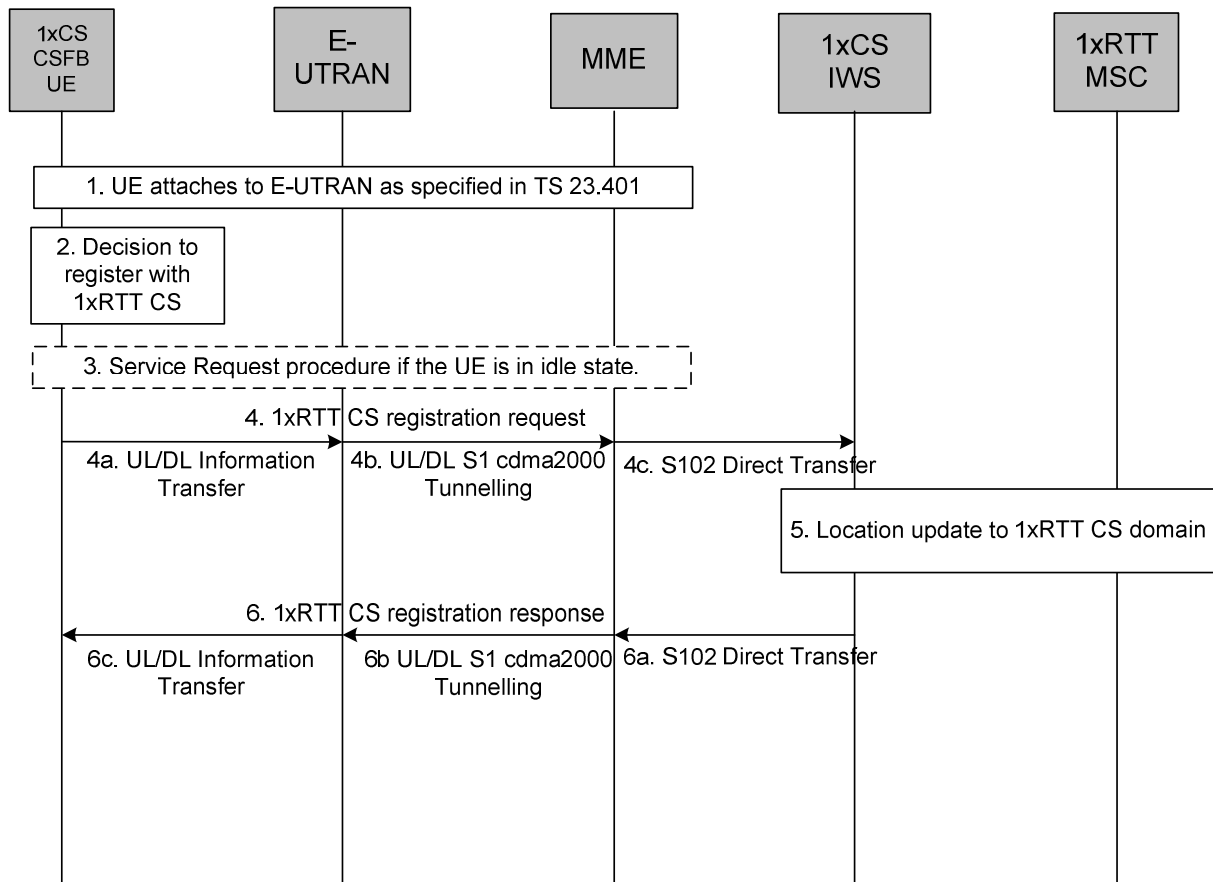 1xCS
CSFB
UE
E-
UTRAN
MME
1xCS
IWS
1xRTT
MSC
1. UE attaches to E-UTRAN as specified in TS 23.401
2. Decision to
register with
1xRTT CS
3. Service Request procedure if the UE is in idle state.
4. 1xRTT CS registration request
4a. UL/DL Information
Transfer
4b. UL/DL S1 cdma2000
Tunnelling
4c. S102 Direct Transfer
5. Location update to 1xRTT CS domain
6. 1xRTT CS registration response
6c. UL/DL Information
Transfer
6b UL/DL S1 cdma2000
Tunnelling
6a. S102 Direct Transfer